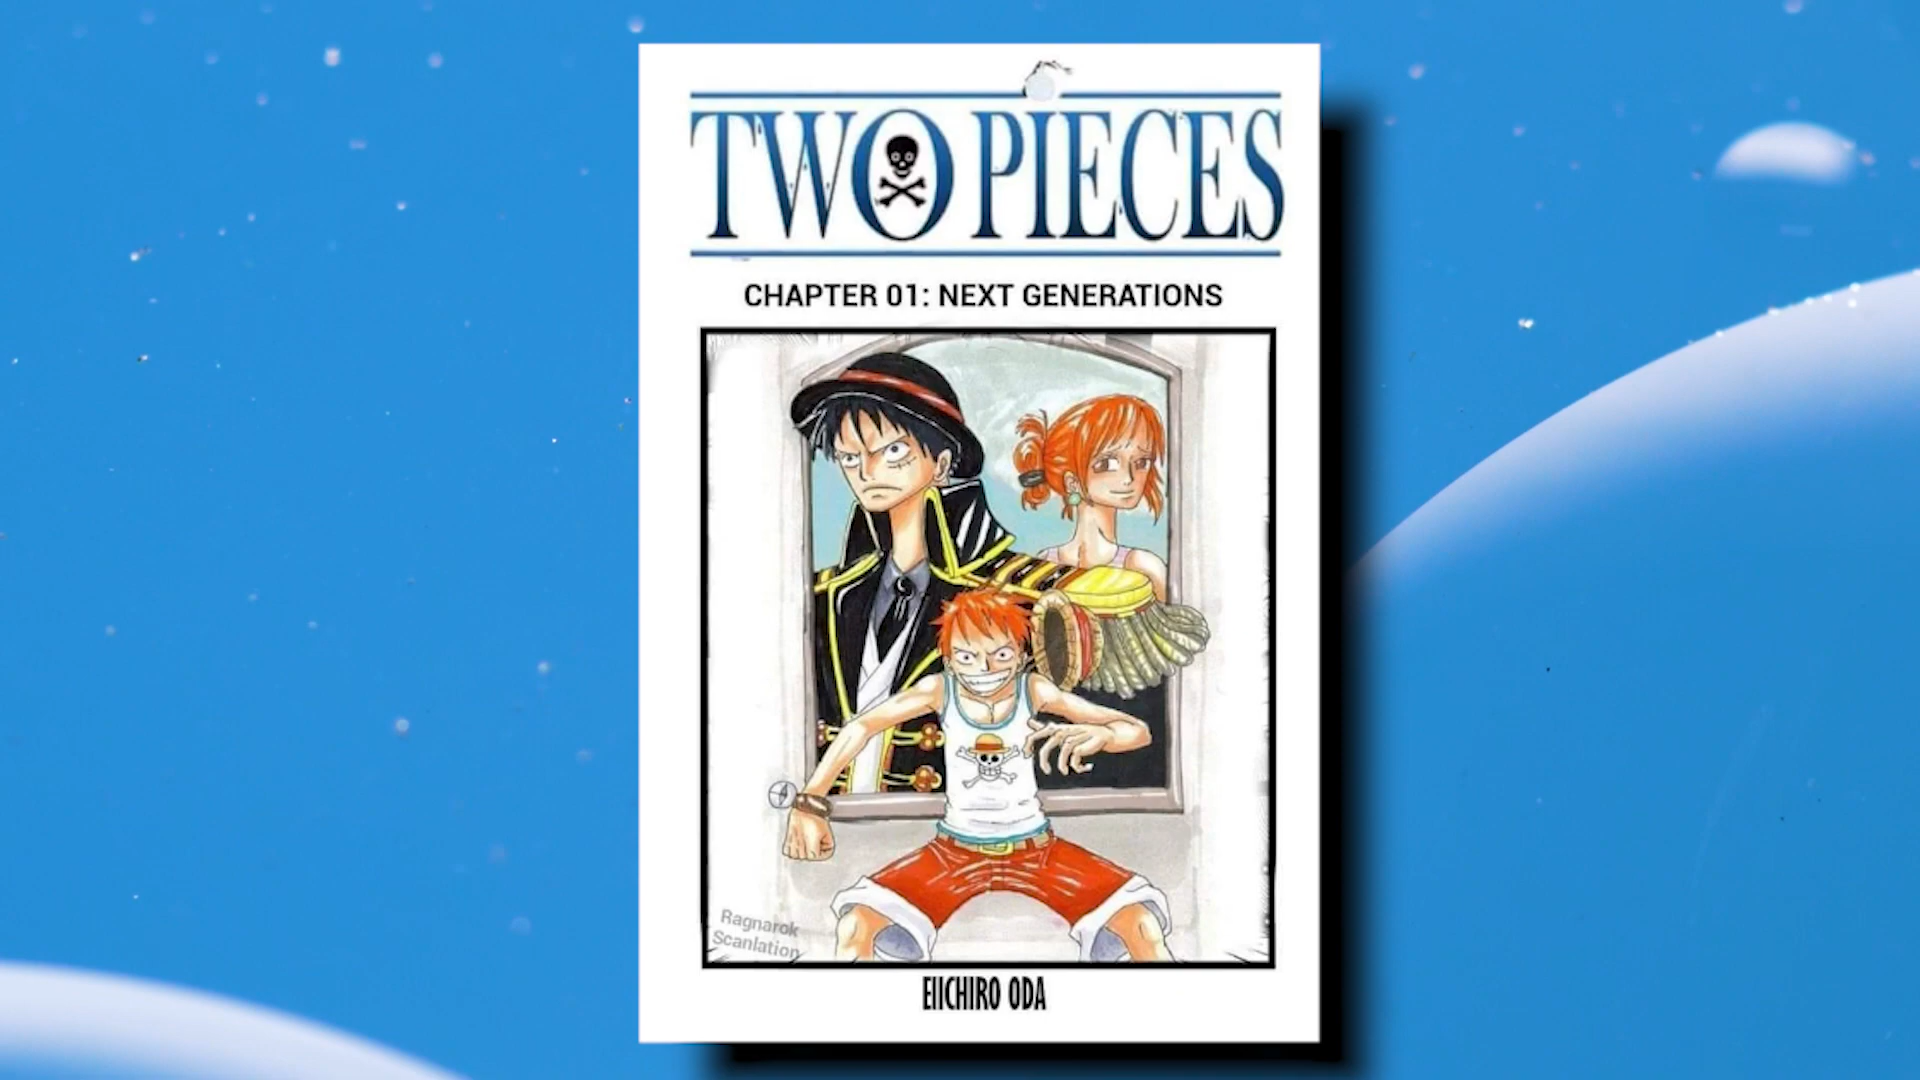 TWO PIECES
CHAPTER 01: NEXT GENERATIONS
Ragnarok
Scanlation
EIICHIRO ODA